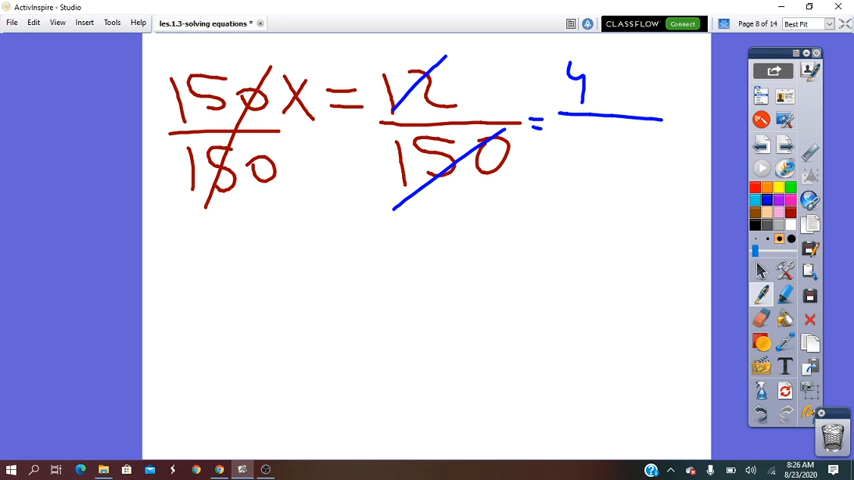 ActivInspire - Studio
File Edit View Insert Tools Help
les.1.3-solving equations *
CLASSFLOW Connect
Page 8 of 14
Best Fit
150x = 12 = 4
150 150
T
8:26 AM
8/23/2020